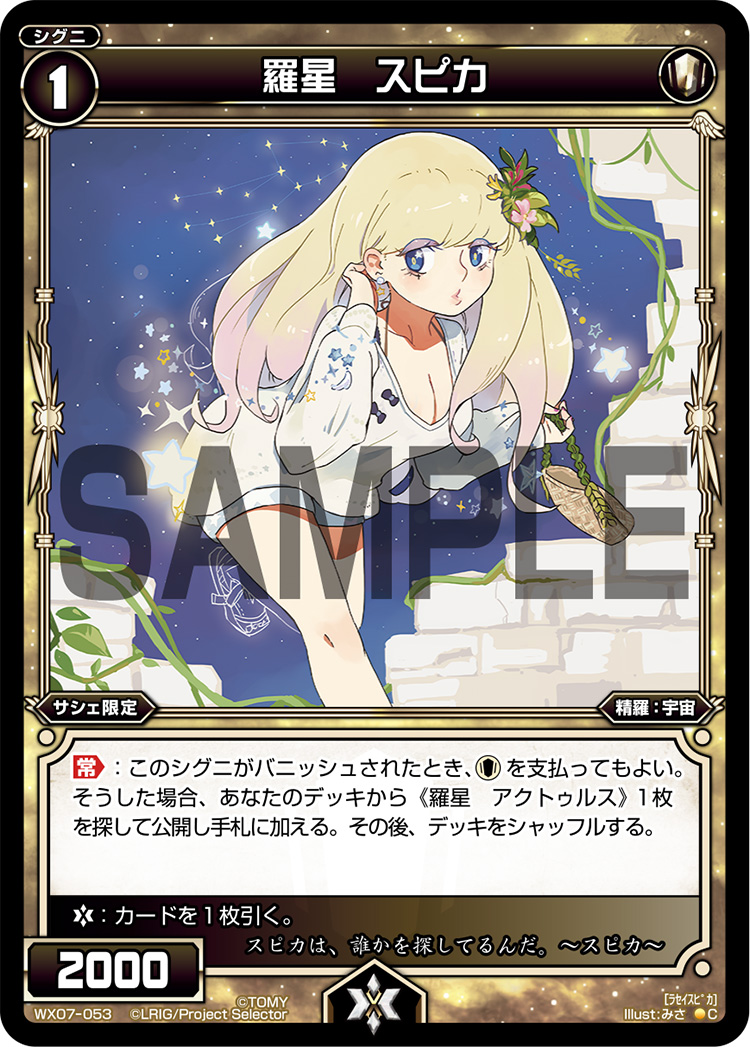 シグニ
1
羅星　スピカ
SAMPLE
サシェ限定
精羅：宇宙
常：このシグニがバニッシュされたとき、を支払ってもよい。
そうした場合、あなたのデッキから《羅星　アクトゥルス》１枚
を探して公開し手札に加える。その後、デッキをシャッフルする。
：カードを１枚引く。
スピカは、誰かを探してるんだ。～スピカ～
2000
©TOMY
[ラセイスピカ]
WX07-053 ©LRIG/Project Selector
Illust:みさ C